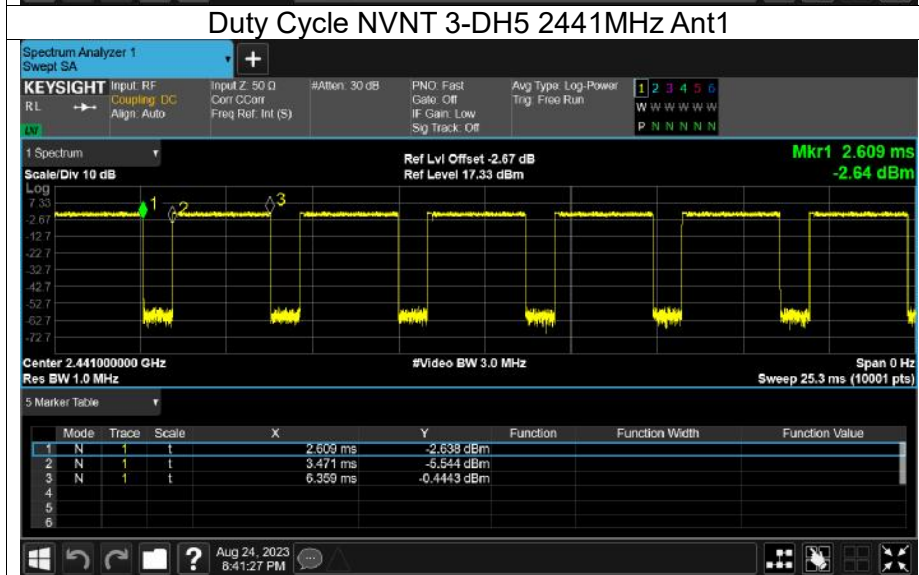 Duty Cycle NVNT 3-DH5 2441MHz Ant1
Spectrum Analyzer 1
Swept SA
+
KEYSIGHT Input: RF Input Z: 50 Ω #Atten: 30 dB PNO: Fast Avg Type: Log-Power 1 2 3 4 5 6
RL Coupling: DC Corr CCorr Gate: Off Trig: Free Run W W W W W W
Align: Auto Freq Ref: Int (S) IF Gain: Low
Sig Track: Off P N N N N N
LXI
1 Spectrum Ref Lvl Offset -2.67 dB Mkr1 2.609 ms
Scale/Div 10 dB Ref Level 17.33 dBm -2.64 dBm
Log
7.33
1 2 3
-2.67
-12.7
-22.7
-32.7
-42.7
-52.7
-62.7
-72.7
Center 2.441000000 GHz #Video BW 3.0 MHz Span 0 Hz
Res BW 1.0 MHz Sweep 25.3 ms (10001 pts)
5 Marker Table
Mode Trace Scale X Y Function Function Width Function Value
1 N 1 t 2.609 ms -2.638 dBm
2 N 1 t 3.471 ms -5.544 dBm
3 N 1 t 6.359 ms -0.4443 dBm
4
5
6
? Aug 24, 2023
8:41:27 PM